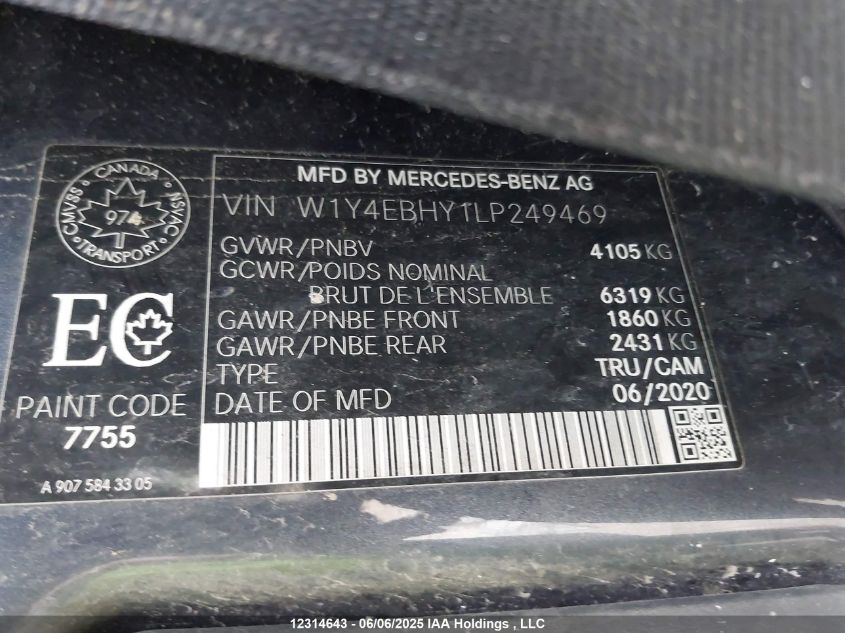 CANADA
CMVSS
974
NSVAC
TRANSPORT
MFD BY MERCEDES-BENZ AG
VIN W1Y4EBHY1LP249469
GVWR/PNBV 4105 KG
GCWR/POIDS NOMINAL
BRUT DE L'ENSEMBLE 6319 KG
GAWR/PNBE FRONT 1860 KG
GAWR/PNBE REAR 2431 KG
TYPE TRU/CAM
DATE OF MFD 06/2020
EC
PAINT CODE
7755
A 907 584 33 05
12314643 - 06/06/2025 IAA Holdings , LLC